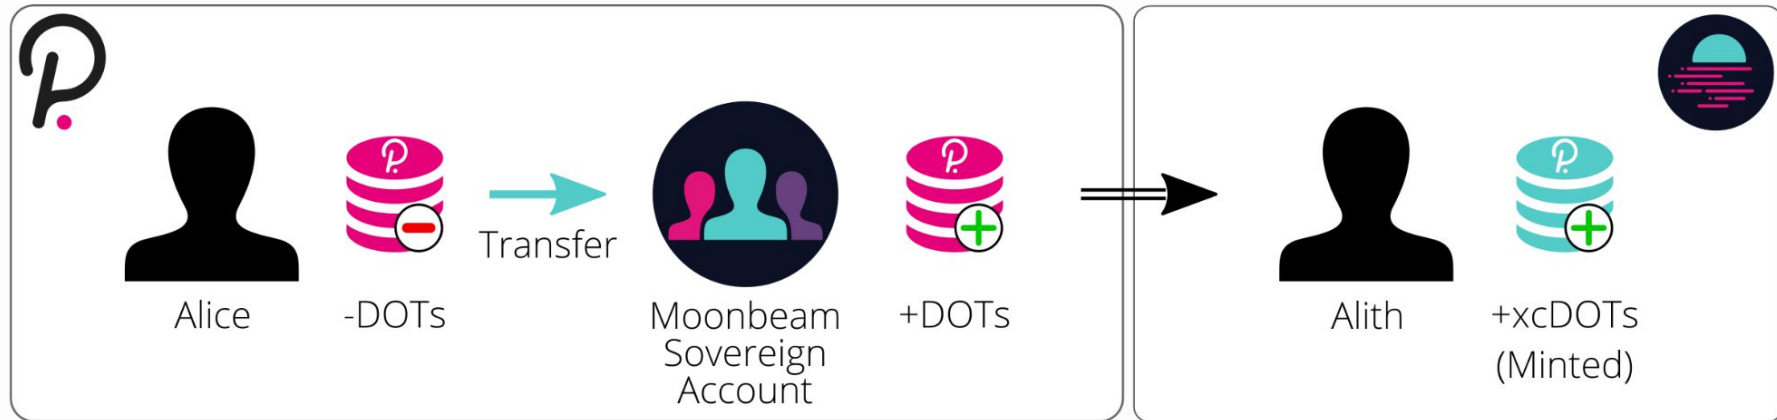 Transfer
Alice
-DOTs
Moonbeam
Sovereign
Account
+DOTs
Alith
+xcDOTs
(Minted)